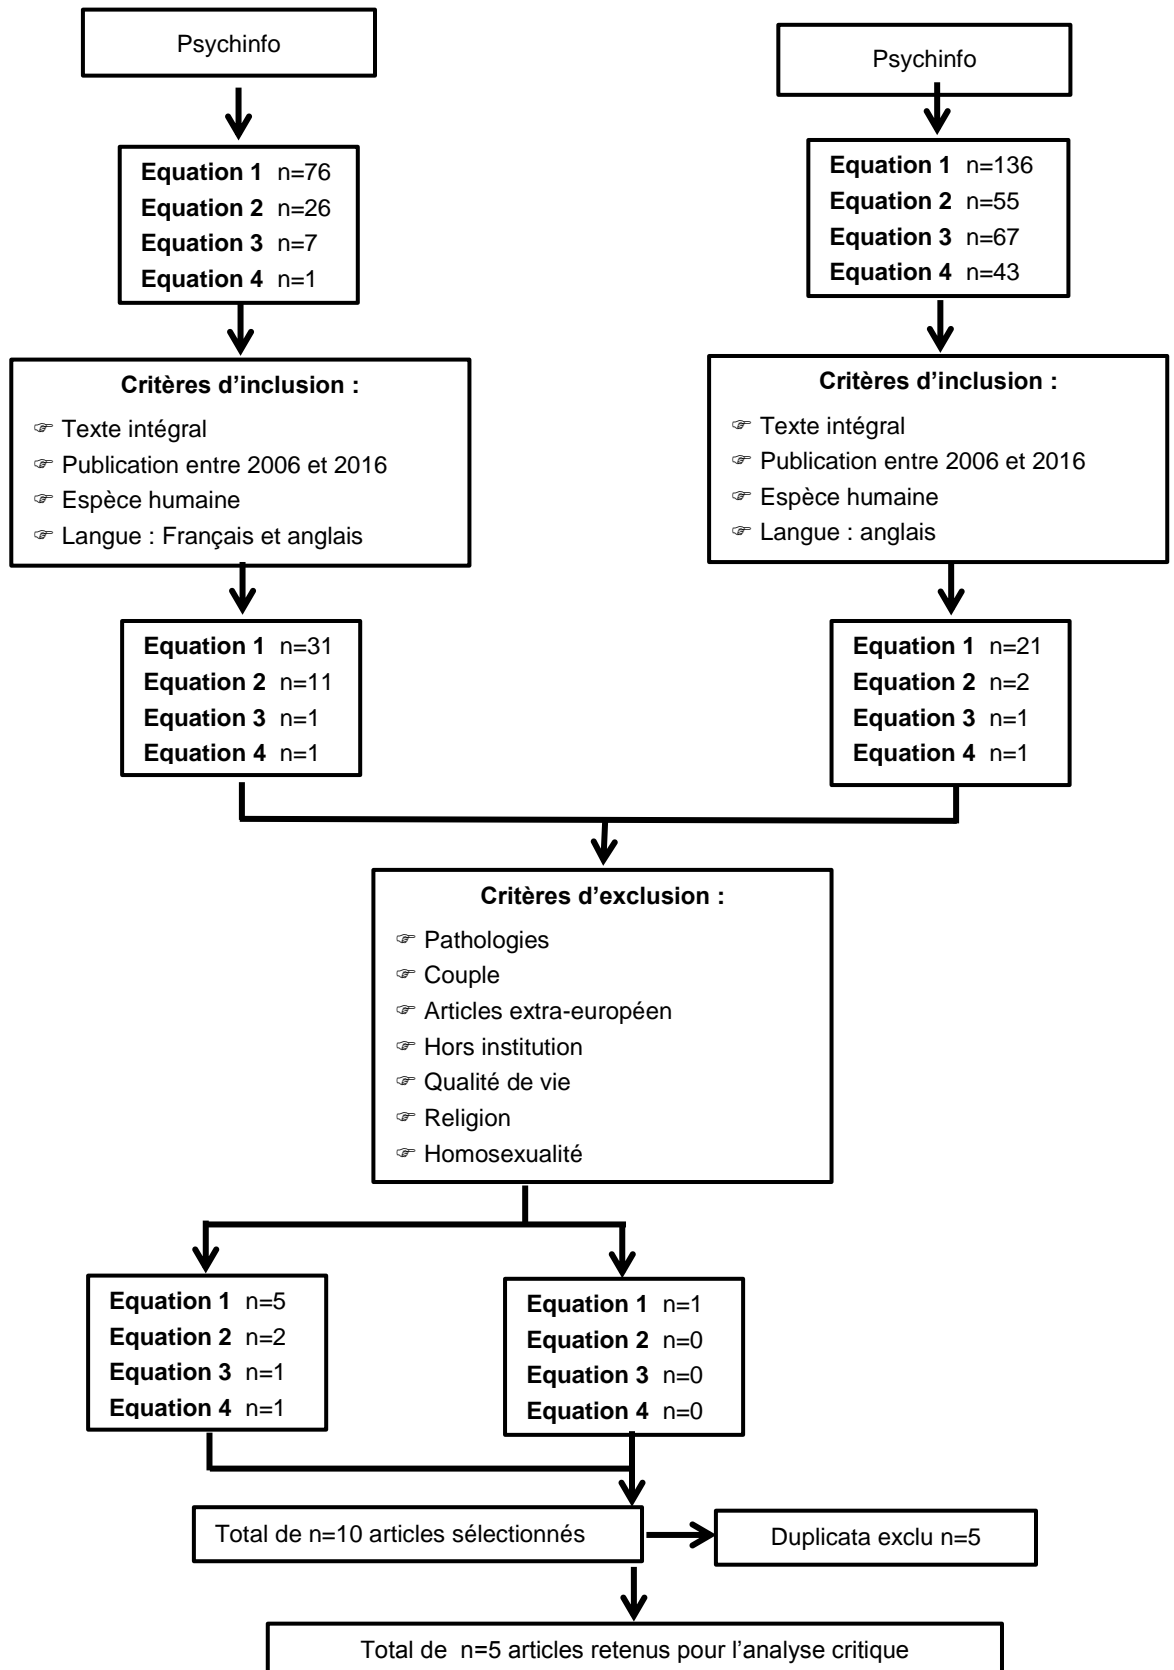 Psychinfo
Equation 1 n=76
Equation 2 n=26
Equation 3 n=7
Equation 4 n=1
Critères d'inclusion :
☞ Texte intégral
☞ Publication entre 2006 et 2016
☞ Espèce humaine
☞ Langue : Français et anglais
Equation 1 n=31
Equation 2 n=11
Equation 3 n=1
Equation 4 n=1
Psychinfo
Equation 1 n=136
Equation 2 n=55
Equation 3 n=67
Equation 4 n=43
Critères d'inclusion :
☞ Texte intégral
☞ Publication entre 2006 et 2016
☞ Espèce humaine
☞ Langue : anglais
Equation 1 n=21
Equation 2 n=2
Equation 3 n=1
Equation 4 n=1
Critères d'exclusion :
☞ Pathologies
☞ Couple
☞ Articles extra-européen
☞ Hors institution
☞ Qualité de vie
☞ Religion
☞ Homosexualité
Equation 1 n=5
Equation 2 n=2
Equation 3 n=1
Equation 4 n=1
Equation 1 n=1
Equation 2 n=0
Equation 3 n=0
Equation 4 n=0
Total de n=10 articles sélectionnés
Duplicata exclu n=5
Total de n=5 articles retenus pour l'analyse critique